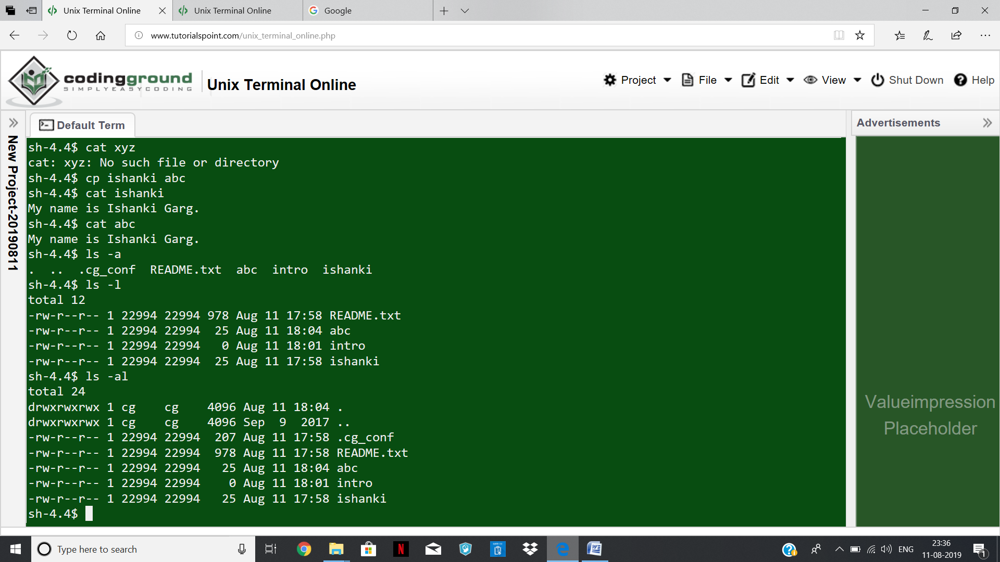 Unix Terminal Online
Unix Terminal Online
Google
www.tutorialspoint.com/unix_terminal_online.php
codingground
SIMPLYEASYCODING
Unix Terminal Online
Project
File
Edit
View
Shut Down
Help
New Project-20190811
Default Term
Advertisements
sh-4.4$ cat xyz
cat: xyz: No such file or directory
sh-4.4$ cp ishanki abc
sh-4.4$ cat ishanki
My name is Ishanki Garg.
sh-4.4$ cat abc
My name is Ishanki Garg.
sh-4.4$ ls -a
.  ..  .cg_conf  README.txt  abc  intro  ishanki
sh-4.4$ ls -l
total 12
-rw-r--r-- 1 22994 22994 978 Aug 11 17:58 README.txt
-rw-r--r-- 1 22994 22994  25 Aug 11 18:04 abc
-rw-r--r-- 1 22994 22994   0 Aug 11 18:01 intro
-rw-r--r-- 1 22994 22994  25 Aug 11 17:58 ishanki
sh-4.4$ ls -al
total 24
drwxrwxrwx 1 cg    cg    4096 Aug 11 18:04 .
drwxrwxrwx 1 cg    cg    4096 Sep  9  2017 ..
-rw-r--r-- 1 22994 22994  207 Aug 11 17:58 .cg_conf
-rw-r--r-- 1 22994 22994  978 Aug 11 17:58 README.txt
-rw-r--r-- 1 22994 22994   25 Aug 11 18:04 abc
-rw-r--r-- 1 22994 22994    0 Aug 11 18:01 intro
-rw-r--r-- 1 22994 22994   25 Aug 11 17:58 ishanki
sh-4.4$
Valueimpression
Placeholder
Type here to search
ENG
23:36
11-08-2019
1